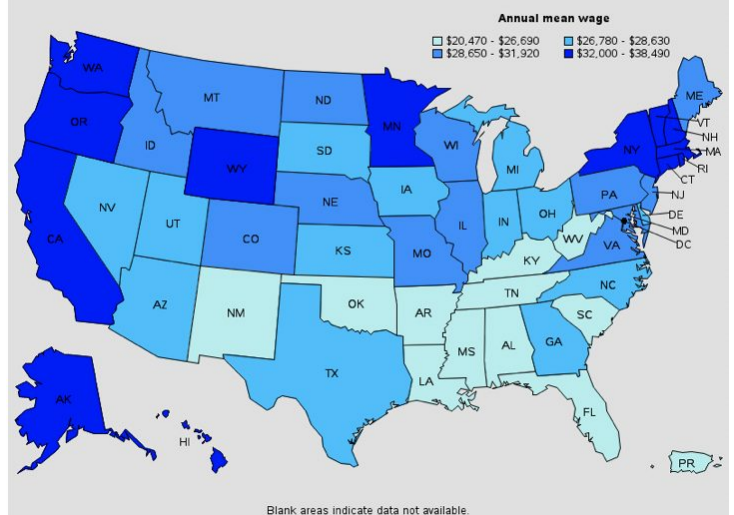 Annual mean wage
$20,470 - $26,690 $26,780 - $28,630
$28,650 - $31,920 $32,000 - $38,490
WA
MT
ND
MN
ME
VT
NH
MA
RI
CT
OR
ID
WY
SD
WI
MI
NY
NJ
DE
MD
DC
PA
NE
IA
IL
IN
OH
NV
UT
CO
KS
MO
KY
WV
VA
CA
AZ
NM
OK
AR
TN
NC
SC
TX
LA
MS
AL
GA
FL
AK
HI
PR
Blank areas indicate data not available.